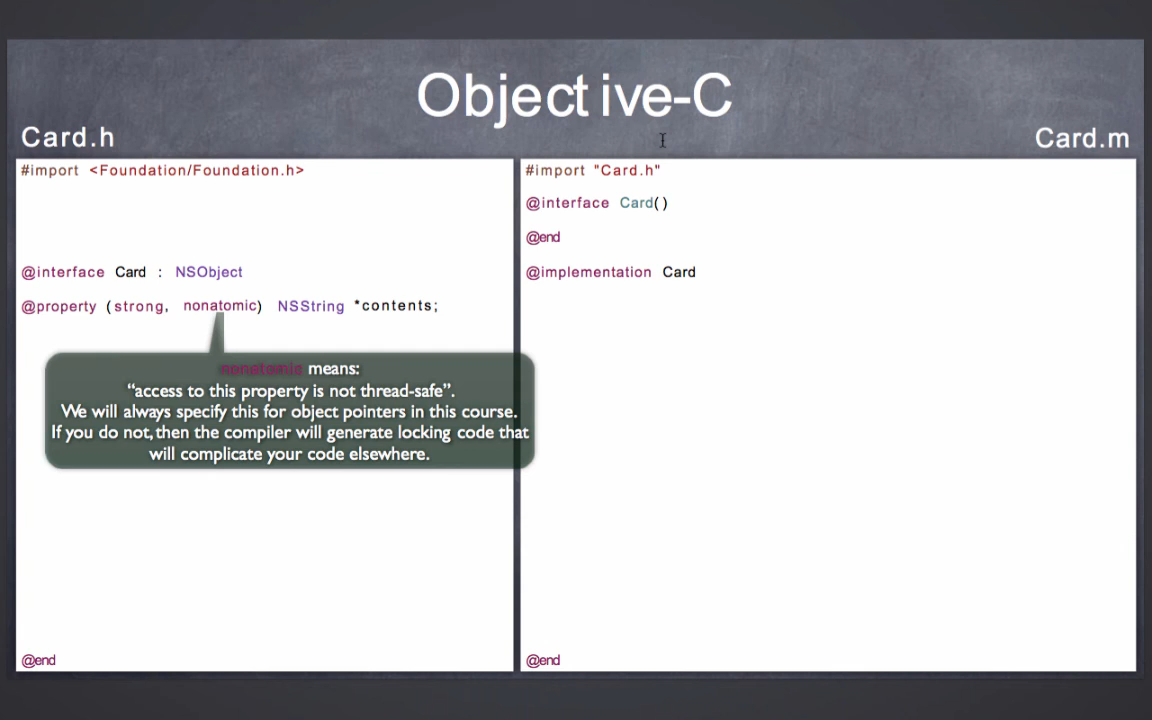 Objective-C
Card.h
Card.m
#import <Foundation/Foundation.h>
@interface Card : NSObject
@property (strong, nonatomic) NSString *contents;
nonatomic means:
“access to this property is not thread-safe”.
We will always specify this for object pointers in this course.
If you do not, then the compiler will generate locking code that
will complicate your code elsewhere.
@end
#import "Card.h"
@interface Card()
@end
@implementation Card
@end